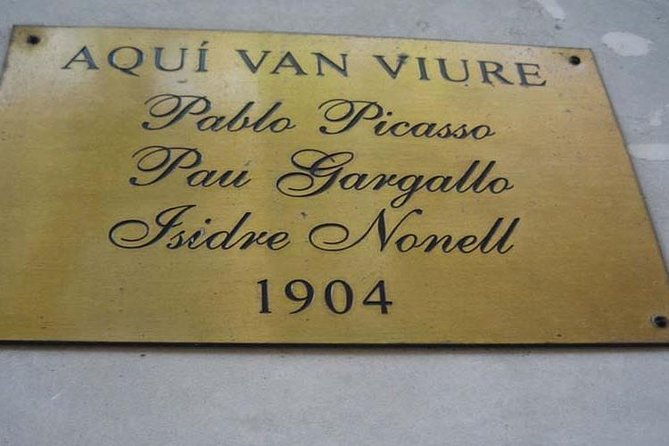 AQUÍ VAN VIURE
Pablo Picasso
Pau Gargallo
Isidre Nonell
1904